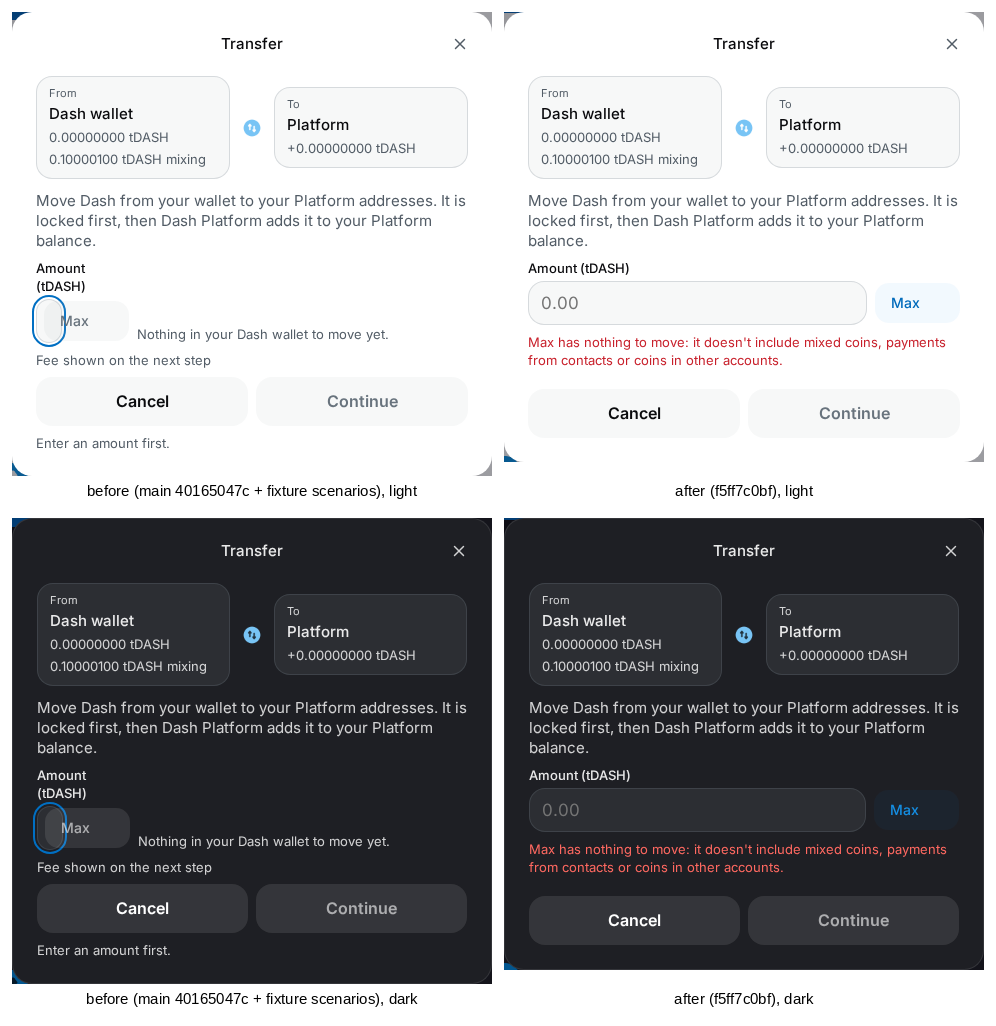 Transfer
From
Dash wallet
0.00000000 tDASH
0.10000100 tDASH mixing
To
Platform
+0.00000000 tDASH
Move Dash from your wallet to your Platform addresses. It is
locked first, then Dash Platform adds it to your Platform
balance.
Amount
(tDASH)
Max
Nothing in your Dash wallet to move yet.
Fee shown on the next step
Cancel
Continue
Enter an amount first.
before (main 40165047c + fixture scenarios), light
Transfer
From
Dash wallet
0.00000000 tDASH
0.10000100 tDASH mixing
To
Platform
+0.00000000 tDASH
Move Dash from your wallet to your Platform addresses. It is
locked first, then Dash Platform adds it to your Platform
balance.
Amount (tDASH)
0.00
Max
Max has nothing to move: it doesn't include mixed coins, payments
from contacts or coins in other accounts.
Cancel
Continue
after (f5ff7c0bf), light
Transfer
From
Dash wallet
0.00000000 tDASH
0.10000100 tDASH mixing
To
Platform
+0.00000000 tDASH
Move Dash from your wallet to your Platform addresses. It is
locked first, then Dash Platform adds it to your Platform
balance.
Amount
(tDASH)
Max
Nothing in your Dash wallet to move yet.
Fee shown on the next step
Cancel
Continue
Enter an amount first.
before (main 40165047c + fixture scenarios), dark
Transfer
From
Dash wallet
0.00000000 tDASH
0.10000100 tDASH mixing
To
Platform
+0.00000000 tDASH
Move Dash from your wallet to your Platform addresses. It is
locked first, then Dash Platform adds it to your Platform
balance.
Amount (tDASH)
0.00
Max
Max has nothing to move: it doesn't include mixed coins, payments
from contacts or coins in other accounts.
Cancel
Continue
after (f5ff7c0bf), dark